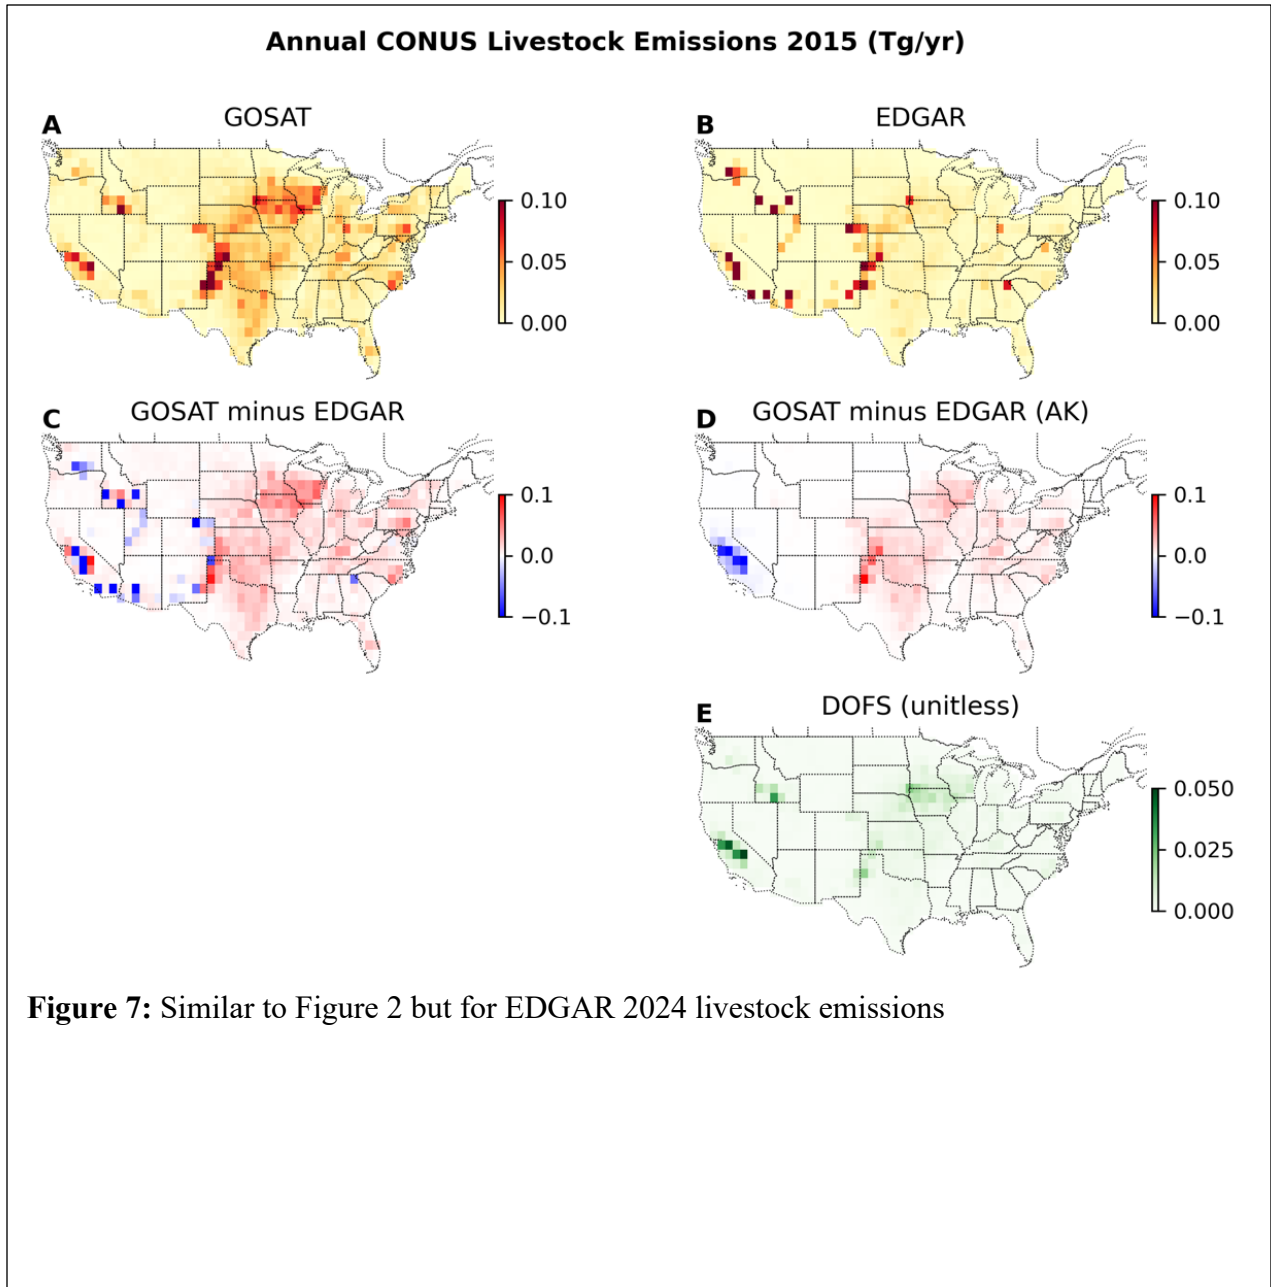 Annual CONUS Livestock Emissions 2015 (Tg/yr)
A GOSAT
0.10
0.05
0.00
B EDGAR
0.10
0.05
0.00
C GOSAT minus EDGAR
0.1
0.0
−0.1
D GOSAT minus EDGAR (AK)
0.1
0.0
−0.1
E DOFS (unitless)
0.050
0.025
0.000
Figure 7: Similar to Figure 2 but for EDGAR 2024 livestock emissions